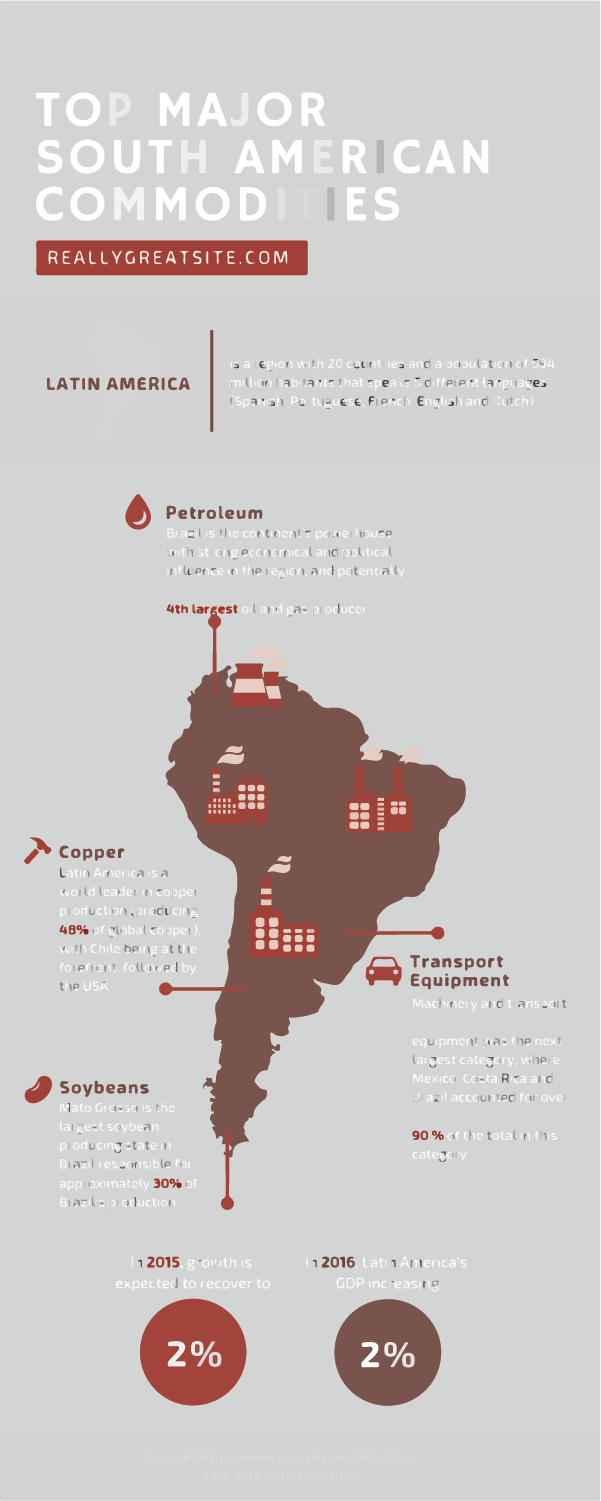 TOP MAJOR
SOUTH AMERICAN
COMMODITIES
REALLYGREATSITE.COM
LATIN AMERICA
is a region with 20 countries and a population of 594
million habitants that speaks 5 different languages
(Spanish, Portuguese, French, English and Dutch)
Petroleum
Brazil is the continent's powerhouse
with strong economical and political
influence in the region, and potentially
4th largest oil and gas producer
Copper
Latin America is a
world leader in copper
production (producing
48% of global copper),
with Chile being at the
forefront, followed by
the USA
Transport
Equipment
Machinery and transport
equipment was the next
largest category, where
Mexico, Costa Rica and
Brazil accounted for over
90 % of the total in this
category
Soybeans
Mato Grosso is the
largest soybean
producing state in
Brazil responsible for
approximately 30% of
Brazil's production
In 2015, growth is
expected to recover to
2%
In 2016, Latin America's
GDP increasing
2%
Source: http://www.source.com/title-title-
title-title-title-title-title/